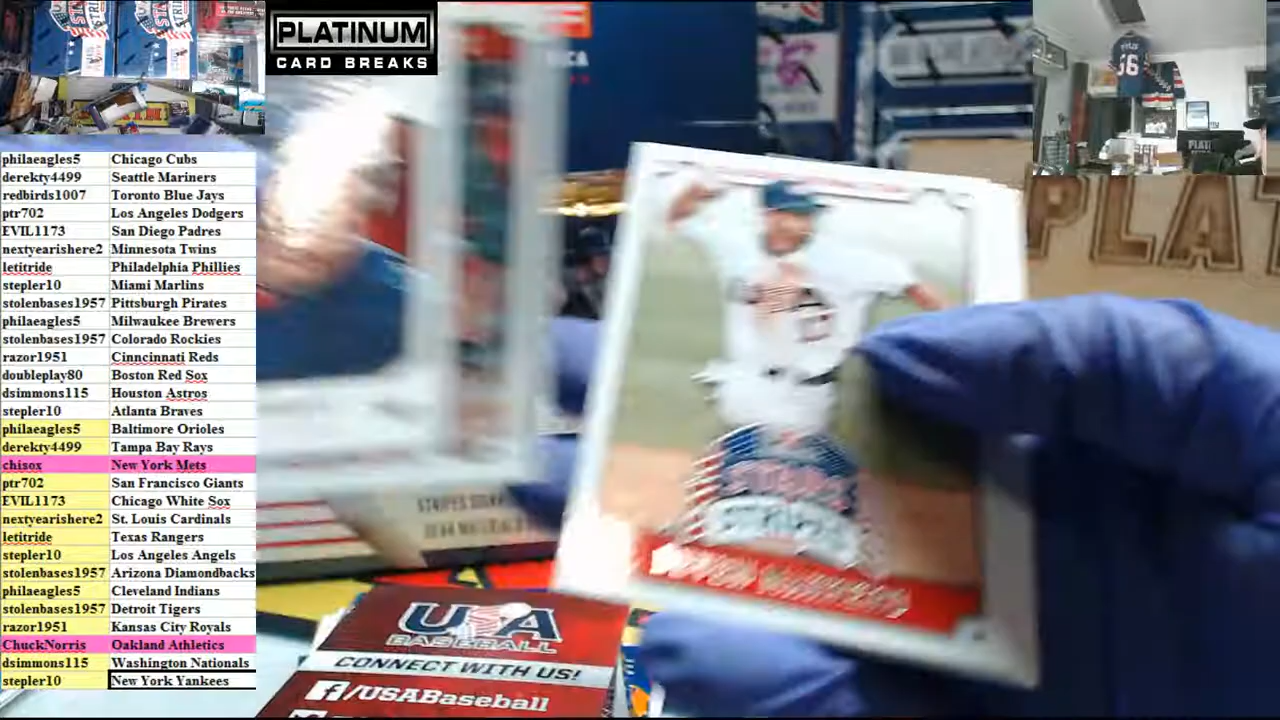 PLATINUM
CARD BREAKS
56
PLA
philaeagles5 Chicago Cubs
derekty4499 Seattle Mariners
redbirds1007 Toronto Blue Jays
ptr702 Los Angeles Dodgers
EVIL1173 San Diego Padres
nextyearishere2 Minnesota Twins
letitride Philadelphia Phillies
stepler10 Miami Marlins
stolenbases1957 Pittsburgh Pirates
philaeagles5 Milwaukee Brewers
stolenbases1957 Colorado Rockies
razor1951 Cinncinnati Reds
doubleplay80 Boston Red Sox
dsimmons115 Houston Astros
stepler10 Atlanta Braves
philaeagles5 Baltimore Orioles
derekty4499 Tampa Bay Rays
chisox New York Mets
ptr702 San Francisco Giants
EVIL1173 Chicago White Sox
nextyearishere2 St. Louis Cardinals
letitride Texas Rangers
stepler10 Los Angeles Angels
stolenbases1957 Arizona Diamondbacks
philaeagles5 Cleveland Indians
stolenbases1957 Detroit Tigers
razor1951 Kansas City Royals
ChuckNorris Oakland Athletics
dsimmons115 Washington Nationals
stepler10 New York Yankees
STARS
STRIPES
USA
BASEBALL
CONNECT WITH US!
f/USABaseball